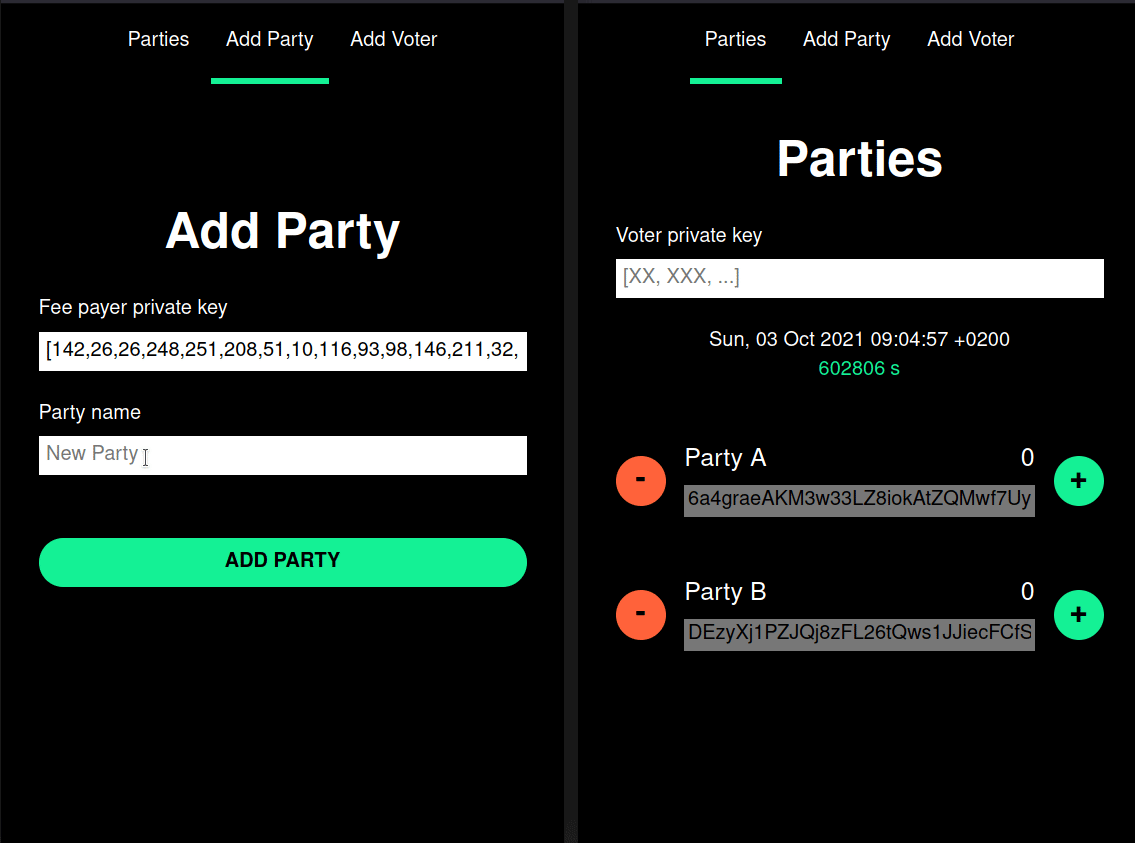 Parties Add Party Add Voter
Add Party
Fee payer private key
[142,26,26,248,251,208,51,10,116,93,98,146,211,32,
Party name
New Party
ADD PARTY
Parties Add Party Add Voter
Parties
Voter private key
[XX, XXX, ...]
Sun, 03 Oct 2021 09:04:57 +0200
602806 s
- Party A 0 +
6a4graeAKM3w33LZ8iokAtZQMwf7Uy
- Party B 0 +
DEzyXj1PZJQj8zFL26tQws1JJiecFCfS